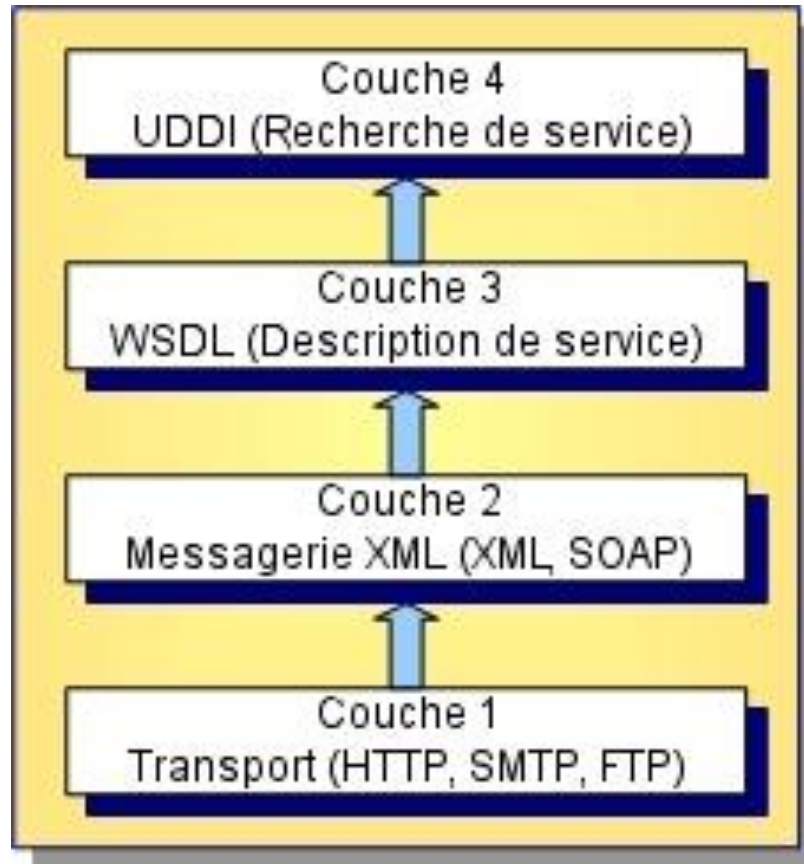 Couche 4
UDDI (Recherche de service)
Couche 3
WSDL (Description de service)
Couche 2
Messagerie XML (XML, SOAP)
Couche 1
Transport (HTTP, SMTP, FTP)